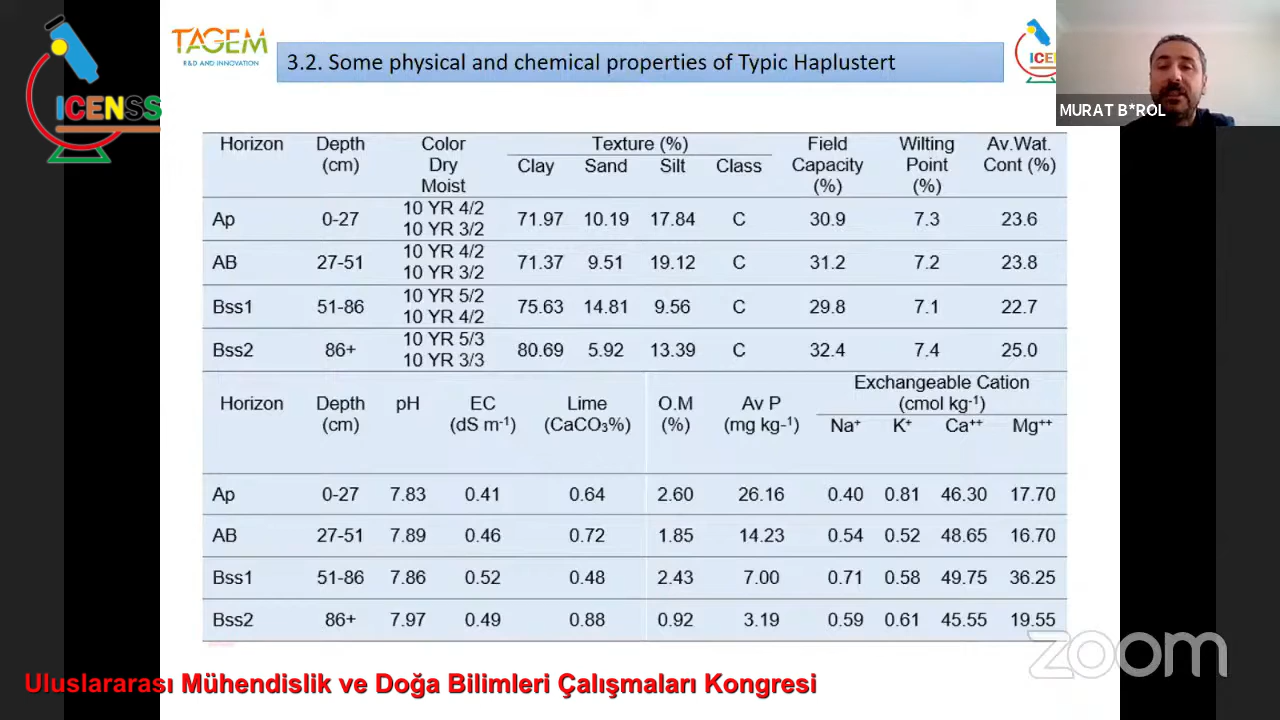 ICENSS
TAGEM
R&D AND INNOVATION
3.2. Some physical and chemical properties of Typic Haplustert
MURAT B*ROL
Horizon Depth (cm) Color Dry Moist Texture (%) Clay Sand Silt Class Field Capacity (%) Wilting Point (%) Av.Wat. Cont (%)
Ap 0-27 10 YR 4/2 10 YR 3/2 71.97 10.19 17.84 C 30.9 7.3 23.6
AB 27-51 10 YR 4/2 10 YR 3/2 71.37 9.51 19.12 C 31.2 7.2 23.8
Bss1 51-86 10 YR 5/2 10 YR 4/2 75.63 14.81 9.56 C 29.8 7.1 22.7
Bss2 86+ 10 YR 5/3 10 YR 3/3 80.69 5.92 13.39 C 32.4 7.4 25.0
Horizon Depth (cm) pH EC (dS m-1) Lime (CaCO3%) O.M (%) Av P (mg kg-1) Exchangeable Cation (cmol kg-1) Na+ K+ Ca++ Mg++
Ap 0-27 7.83 0.41 0.64 2.60 26.16 0.40 0.81 46.30 17.70
AB 27-51 7.89 0.46 0.72 1.85 14.23 0.54 0.52 48.65 16.70
Bss1 51-86 7.86 0.52 0.48 2.43 7.00 0.71 0.58 49.75 36.25
Bss2 86+ 7.97 0.49 0.88 0.92 3.19 0.59 0.61 45.55 19.55
zoom
Uluslararası Mühendislik ve Doğa Bilimleri Çalışmaları Kongresi